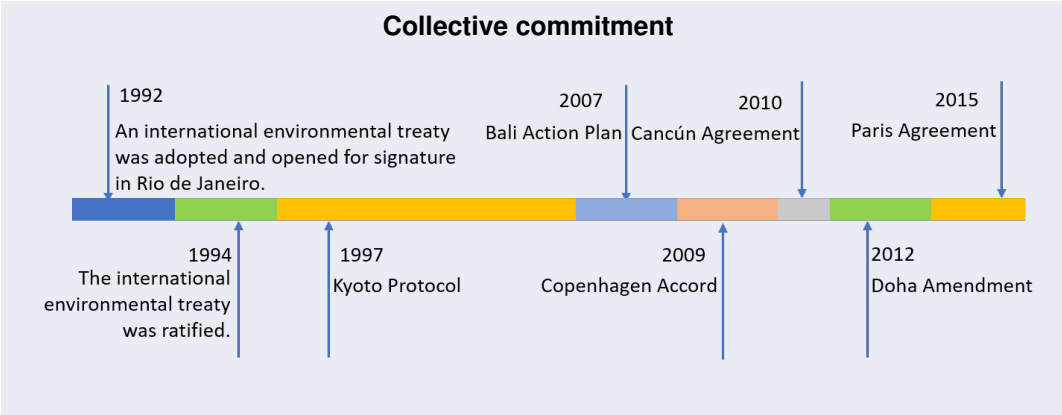 Collective commitment
1992
An international environmental treaty
was adopted and opened for signature
in Rio de Janeiro.
2007
Bali Action Plan
2010
Cancún Agreement
2015
Paris Agreement
1994
The international
environmental treaty
was ratified.
1997
Kyoto Protocol
2009
Copenhagen Accord
2012
Doha Amendment